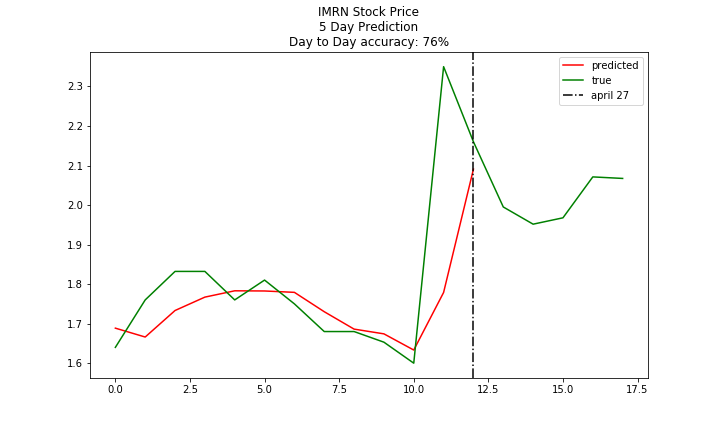 IMRN Stock Price
5 Day Prediction
Day to Day accuracy: 76%
predicted
true
april 27
2.3
2.2
2.1
2.0
1.9
1.8
1.7
1.6
0.0 2.5 5.0 7.5 10.0 12.5 15.0 17.5